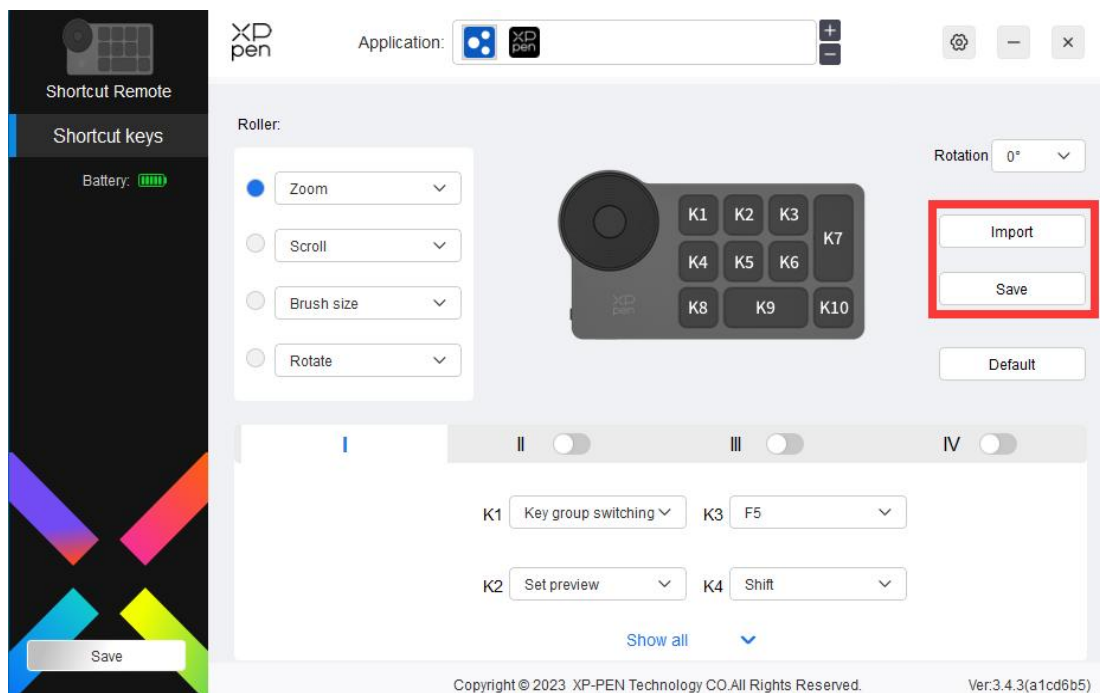 XP
pen
Application:
XP
pen
+
−
Shortcut Remote
Shortcut keys
Battery:
Roller:
Zoom
Scroll
Brush size
Rotate
K1
K2
K3
K7
K4
K5
K6
K8
K9
K10
XP
pen
Rotation
0°
Import
Save
Default
I
II
III
IV
K1
Key group switching
K3
F5
K2
Set preview
K4
Shift
Show all
Save
Copyright © 2023 XP-PEN Technology CO.All Rights Reserved.
Ver:3.4.3(a1cd6b5)